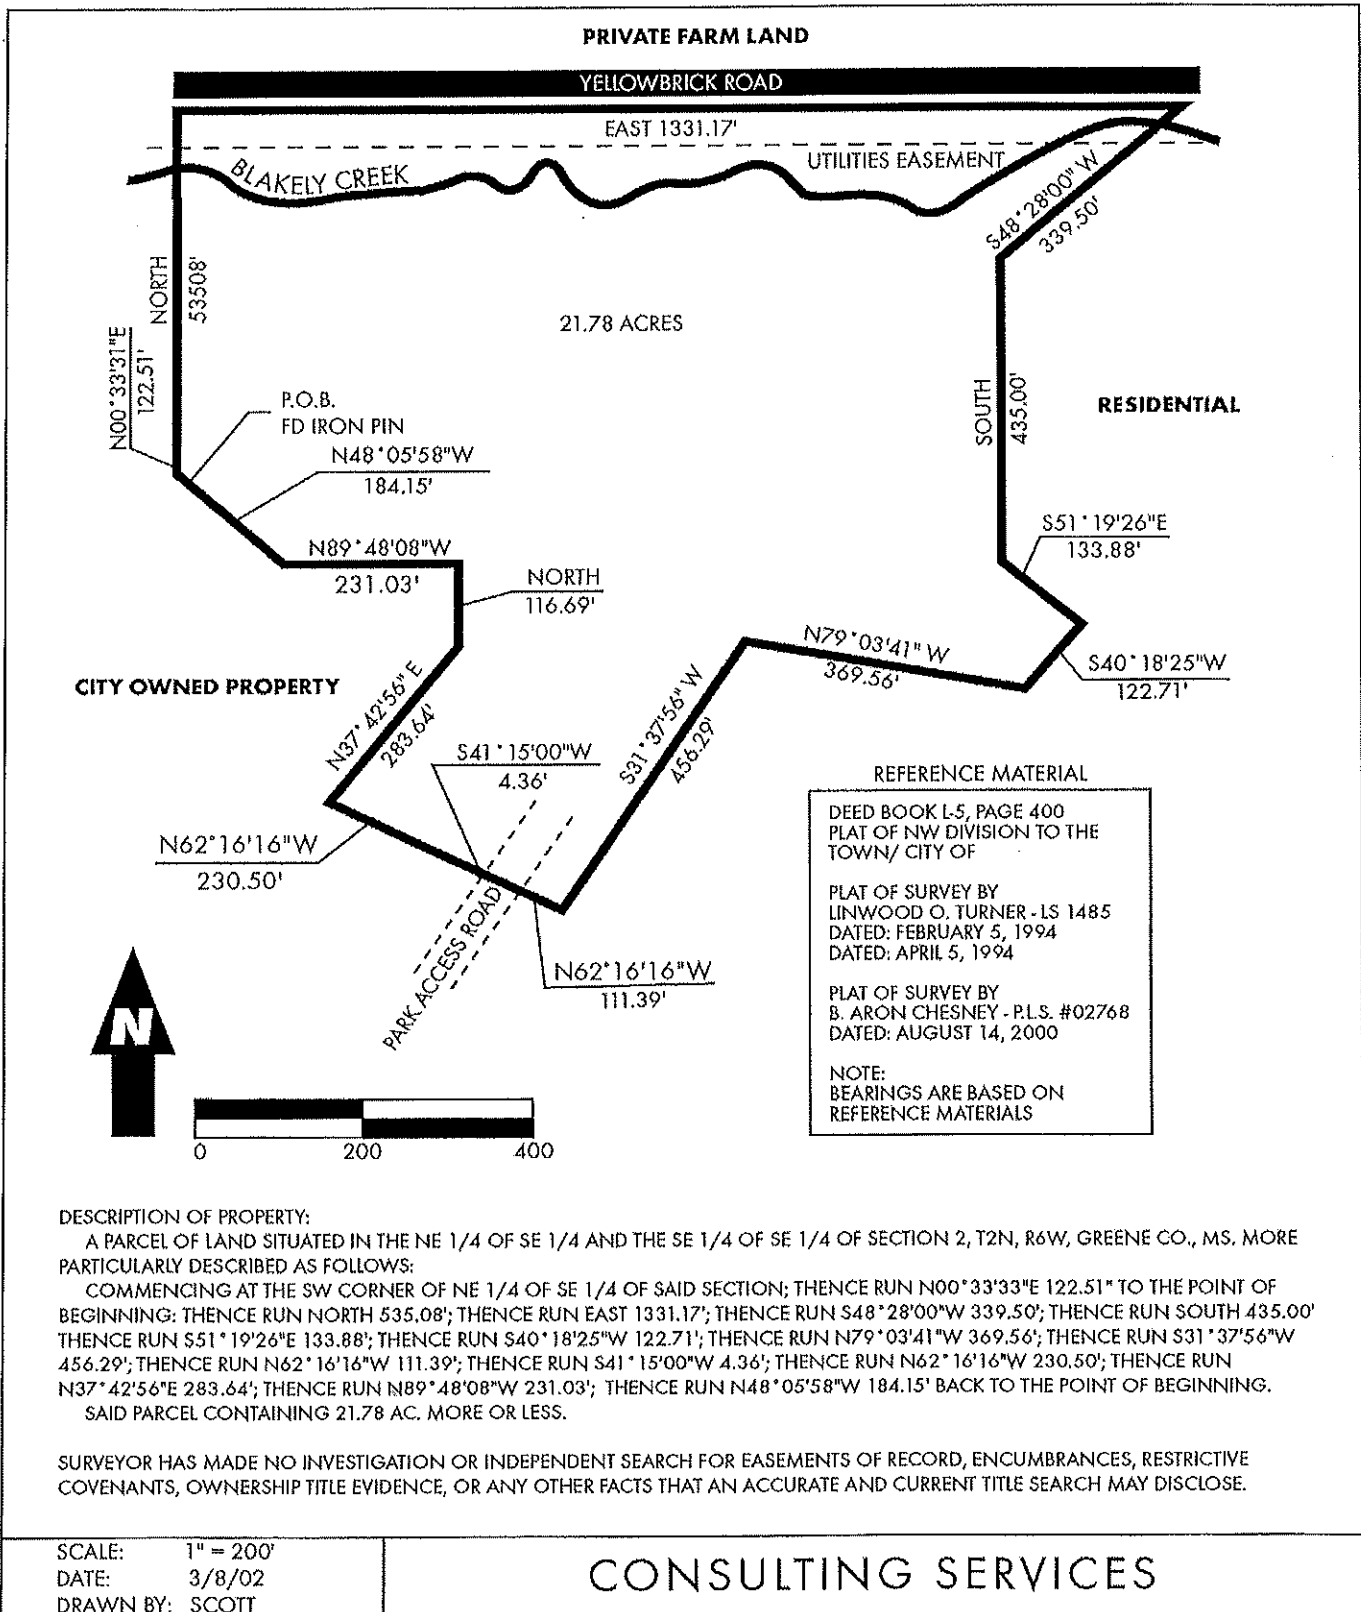 PRIVATE FARM LAND
YELLOWBRICK ROAD
EAST 1331.17'
UTILITIES EASEMENT
BLAKELY CREEK
S48°28'00" W
339.50'
NORTH
53508'
N00°33'31"E
122.51'
21.78 ACRES
P.O.B.
FD IRON PIN
SOUTH
435.00'
RESIDENTIAL
N48°05'58"W
184.15'
S51°19'26"E
133.88'
N89°48'08"W
231.03'
NORTH
116.69'
N79°03'41" W
369.56'
S40°18'25"W
122.71'
CITY OWNED PROPERTY
N37°42'56" E
283.64'
S31°37'56" W
456.29'
S41°15'00"W
4.36'
N62°16'16"W
230.50'
PARK ACCESS ROAD
N62°16'16"W
111.39'
REFERENCE MATERIAL
DEED BOOK L-5, PAGE 400
PLAT OF NW DIVISION TO THE
TOWN/ CITY OF
PLAT OF SURVEY BY
LINWOOD O. TURNER - LS 1485
DATED: FEBRUARY 5, 1994
DATED: APRIL 5, 1994
PLAT OF SURVEY BY
B. ARON CHESNEY - P.L.S. #02768
DATED: AUGUST 14, 2000
NOTE:
BEARINGS ARE BASED ON
REFERENCE MATERIALS
N
0 200 400
DESCRIPTION OF PROPERTY:
A PARCEL OF LAND SITUATED IN THE NE 1/4 OF SE 1/4 AND THE SE 1/4 OF SE 1/4 OF SECTION 2, T2N, R6W, GREENE CO., MS. MORE
PARTICULARLY DESCRIBED AS FOLLOWS:
COMMENCING AT THE SW CORNER OF NE 1/4 OF SE 1/4 OF SAID SECTION; THENCE RUN N00°33'33"E 122.51" TO THE POINT OF
BEGINNING: THENCE RUN NORTH 535.08'; THENCE RUN EAST 1331.17'; THENCE RUN S48°28'00"W 339.50'; THENCE RUN SOUTH 435.00'
THENCE RUN S51°19'26"E 133.88'; THENCE RUN S40°18'25"W 122.71'; THENCE RUN N79°03'41"W 369.56'; THENCE RUN S31°37'56"W
456.29'; THENCE RUN N62°16'16"W 111.39'; THENCE RUN S41°15'00"W 4.36'; THENCE RUN N62°16'16"W 230.50'; THENCE RUN
N37°42'56"E 283.64'; THENCE RUN N89°48'08"W 231.03'; THENCE RUN N48°05'58"W 184.15' BACK TO THE POINT OF BEGINNING.
SAID PARCEL CONTAINING 21.78 AC. MORE OR LESS.
SURVEYOR HAS MADE NO INVESTIGATION OR INDEPENDENT SEARCH FOR EASEMENTS OF RECORD, ENCUMBRANCES, RESTRICTIVE
COVENANTS, OWNERSHIP TITLE EVIDENCE, OR ANY OTHER FACTS THAT AN ACCURATE AND CURRENT TITLE SEARCH MAY DISCLOSE.
SCALE: 1" = 200'
DATE: 3/8/02
DRAWN BY: SCOTT
CONSULTING SERVICES